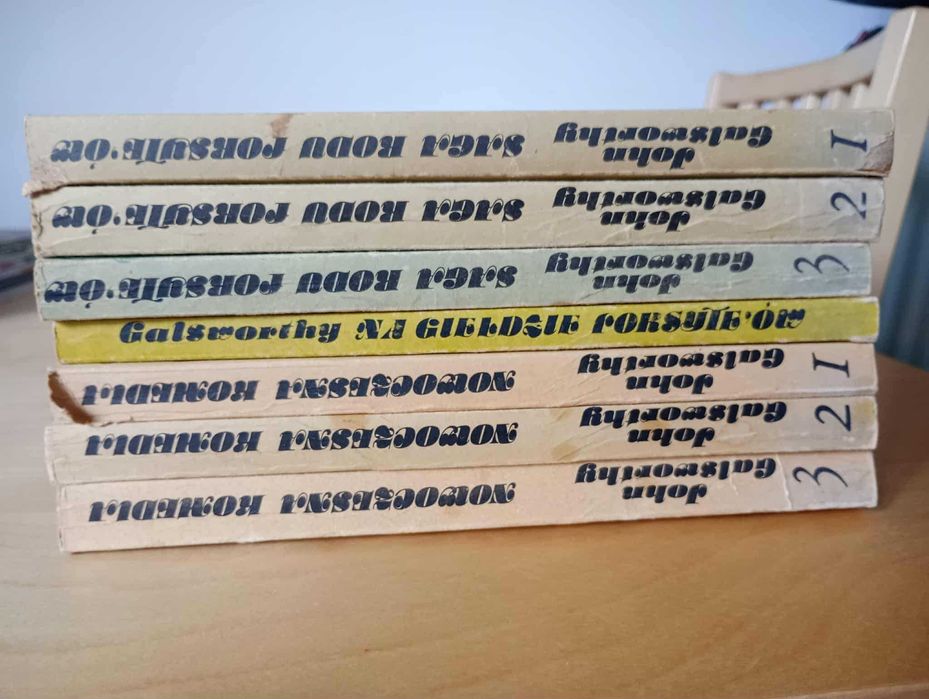 1
John
Galsworthy
SAGA RODU FORSYTE'ÓW
2
John
Galsworthy
SAGA RODU FORSYTE'ÓW
3
John
Galsworthy
SAGA RODU FORSYTE'ÓW
Galsworthy NA GIEŁDZIE FORSYTE'ÓW
1
John
Galsworthy
NOWOCZESNA KOMEDIA
2
John
Galsworthy
NOWOCZESNA KOMEDIA
3
John
Galsworthy
NOWOCZESNA KOMEDIA